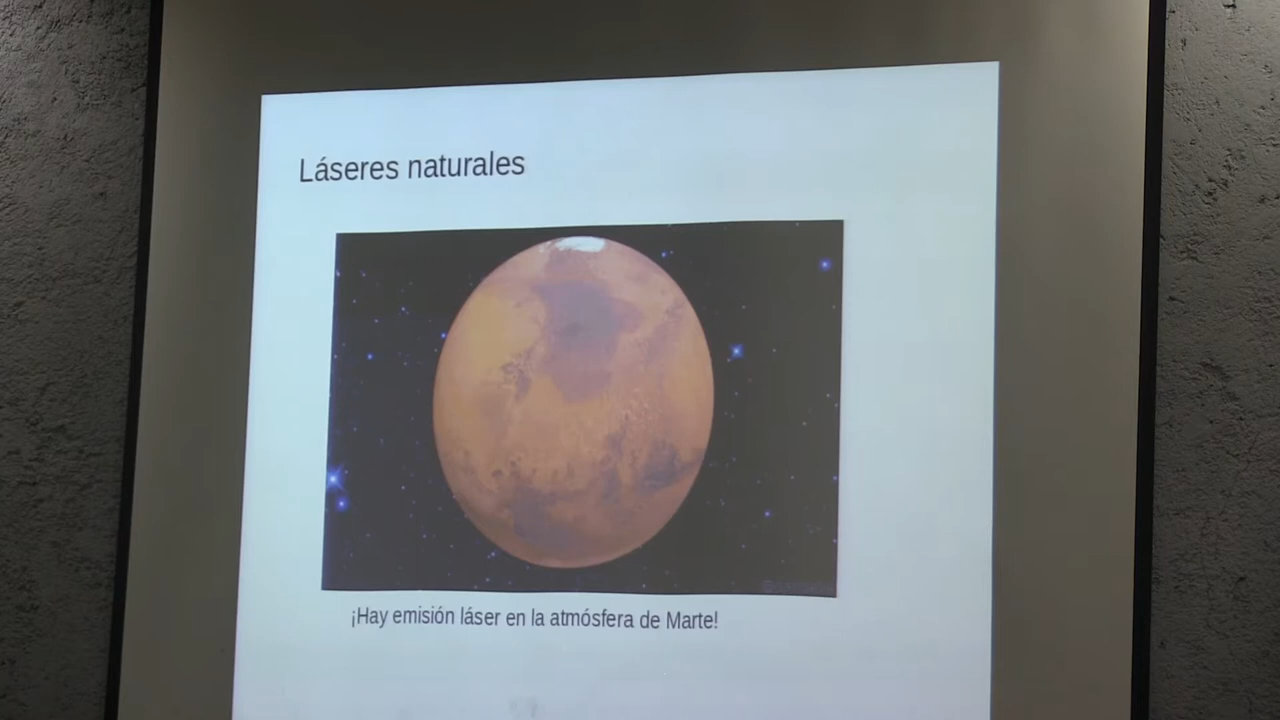 Láseres naturales
¡Hay emisión láser en la atmósfera de Marte!